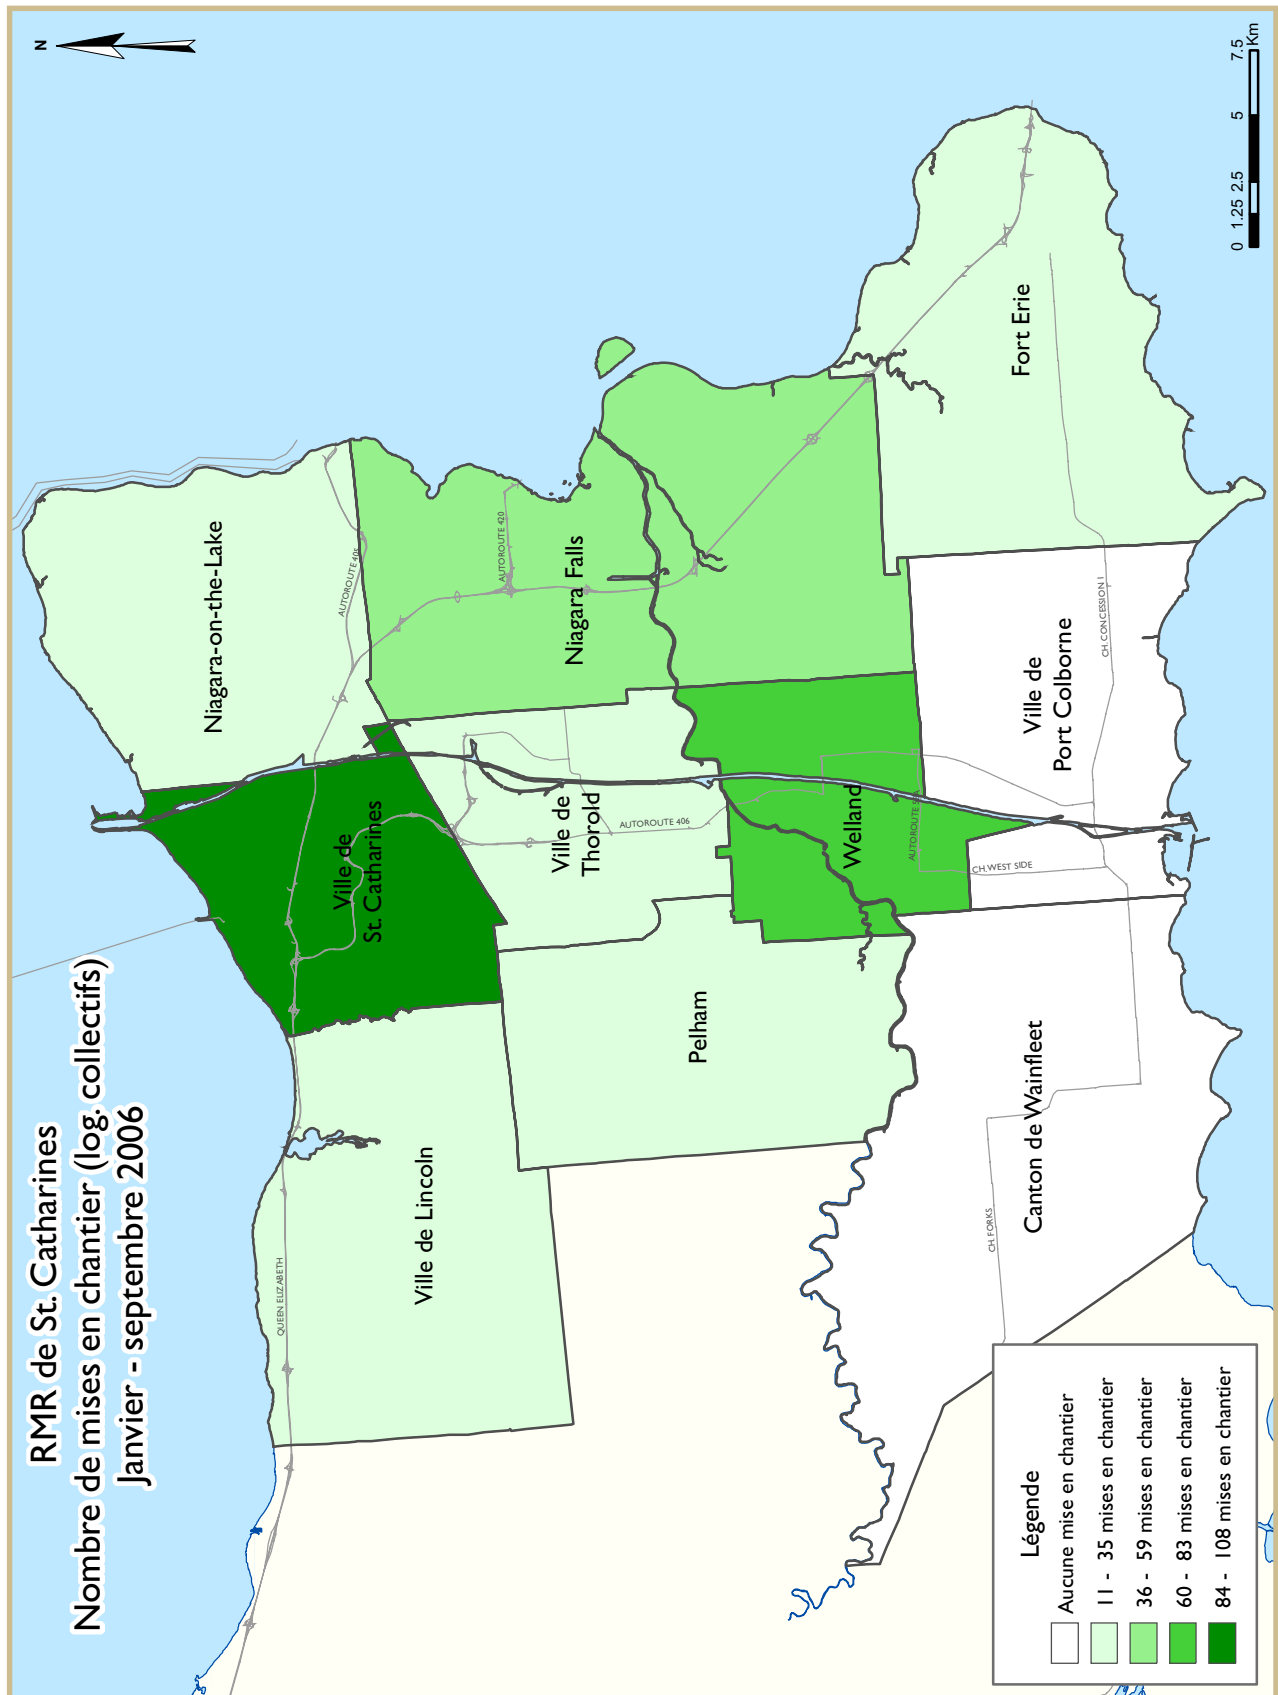 RMR de St. Catharines
Nombre de mises en chantier (log. collectifs)
Janvier - septembre 2006
N
Niagara-on-the-Lake
AUTOROUTE 405
Ville de
St. Catharines
QUEEN ELIZABETH
Ville de Lincoln
AUTOROUTE 420
Niagara Falls
Ville de
Thorold
AUTOROUTE 406
Pelham
Welland
Fort Erie
CH. WEST SIDE
CH. CONCESSION 1
Ville de
Port Colborne
Canton de Wainfleet
CH. FORKS
Légende
Aucune mise en chantier
11 - 35 mises en chantier
36 - 59 mises en chantier
60 - 83 mises en chantier
84 - 108 mises en chantier
0 1.25 2.5 5 7.5
Km